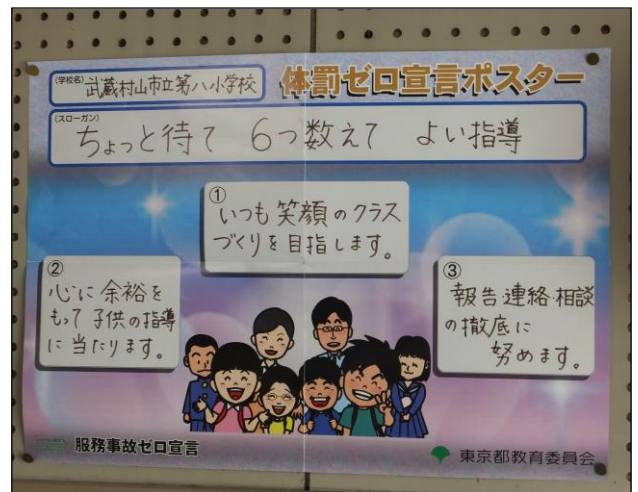 (学校名) 武蔵村山市立第八小学校
体罰ゼロ宣言ポスター
(スローガン)
ちょっと待て 6つ数えて よい指導
①
いつも笑顔のクラス
づくりを目指します。
②
心に余裕を
もって子供の指導
に当たります。
③
報告・連絡・相談
の徹底に
努めます。
服務事故ゼロ宣言
東京都教育委員会